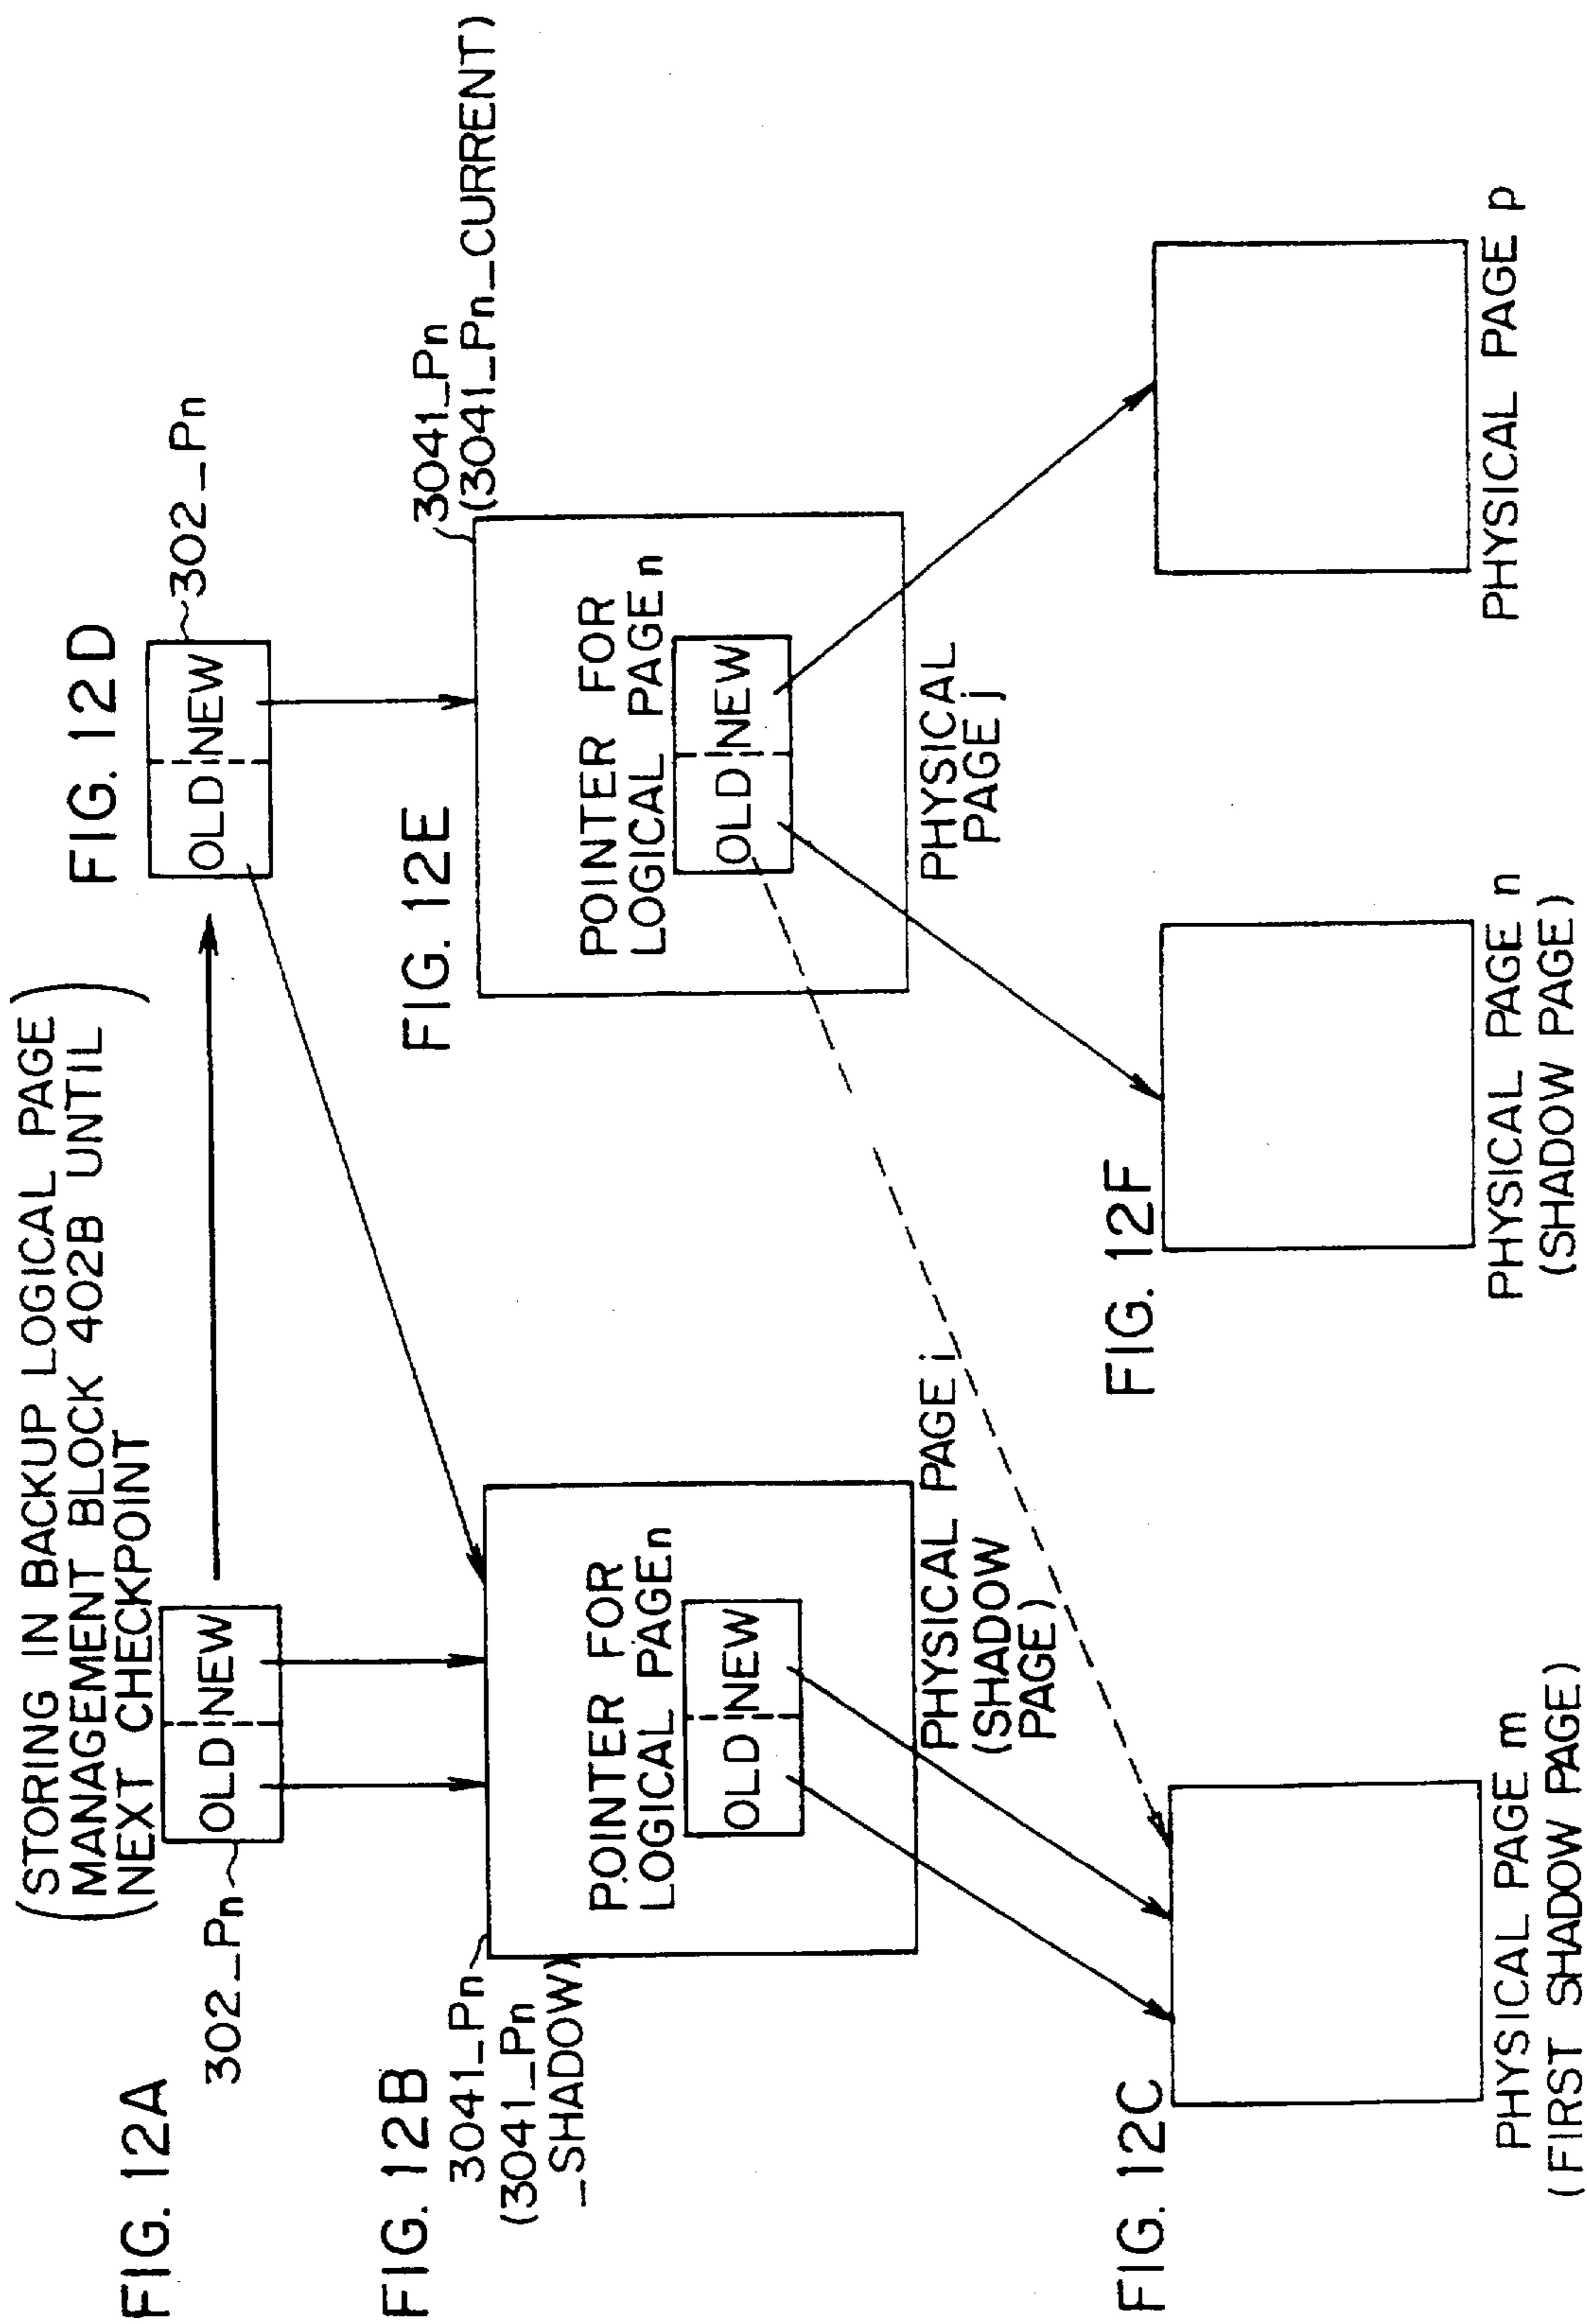 FIG. 12A
(STORING IN BACKUP LOGICAL PAGE
MANAGEMENT BLOCK 402B UNTIL
NEXT CHECKPOINT)
302_Pn
OLD NEW
FIG. 12D
302_Pn
OLD NEW
FIG. 12B
3041_Pn
(3041_Pn
_SHADOW)
POINTER FOR
LOGICAL PAGE n
OLD NEW
PHYSICAL PAGE i
(SHADOW
PAGE)
FIG. 12E
3041_Pn
(3041_Pn_CURRENT)
POINTER FOR
LOGICAL PAGE n
OLD NEW
PHYSICAL
PAGE j
FIG. 12C
PHYSICAL PAGE m
(FIRST SHADOW PAGE)
FIG. 12F
PHYSICAL PAGE n
(SHADOW PAGE)
PHYSICAL PAGE p